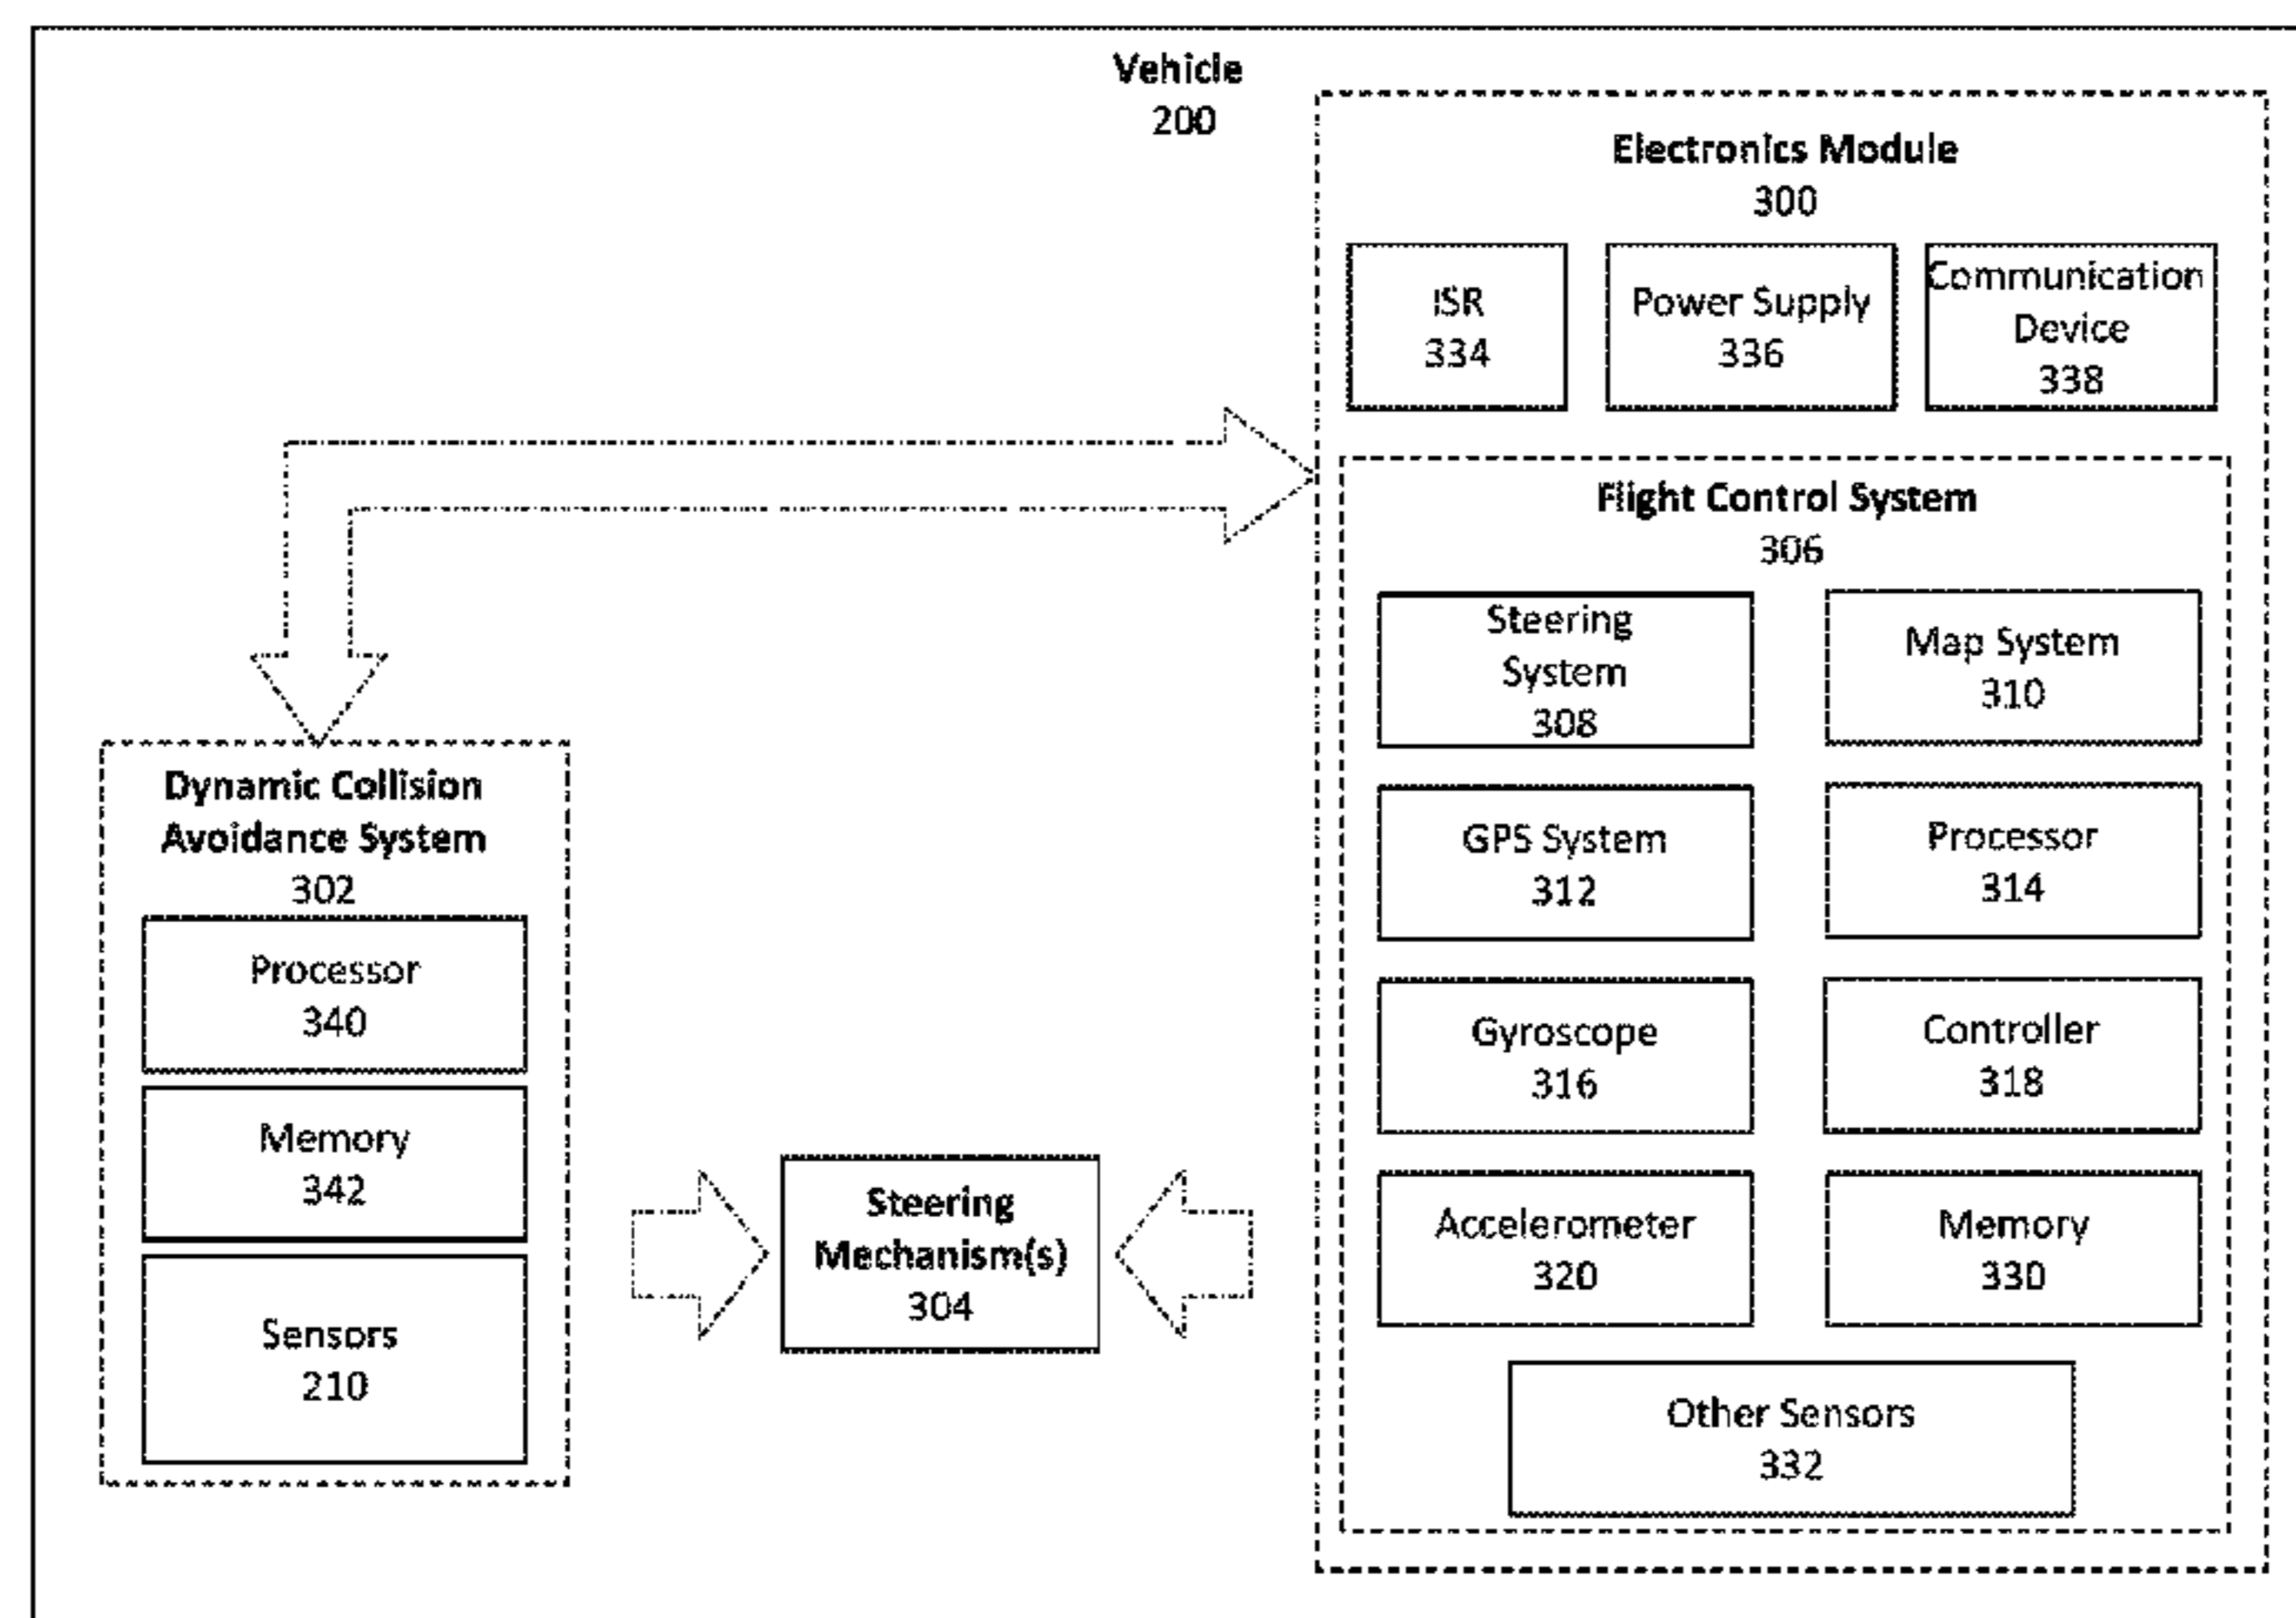 Vehicle
200
Electronics Module
300
ISR
334
Power Supply
336
Communication
Device
338
Flight Control System
306
Steering
System
308
Map System
310
GPS System
312
Processor
314
Gyroscope
316
Controller
318
Accelerometer
320
Memory
330
Other Sensors
332
Dynamic Collision
Avoidance System
302
Processor
340
Memory
342
Sensors
210
Steering
Mechanism(s)
304